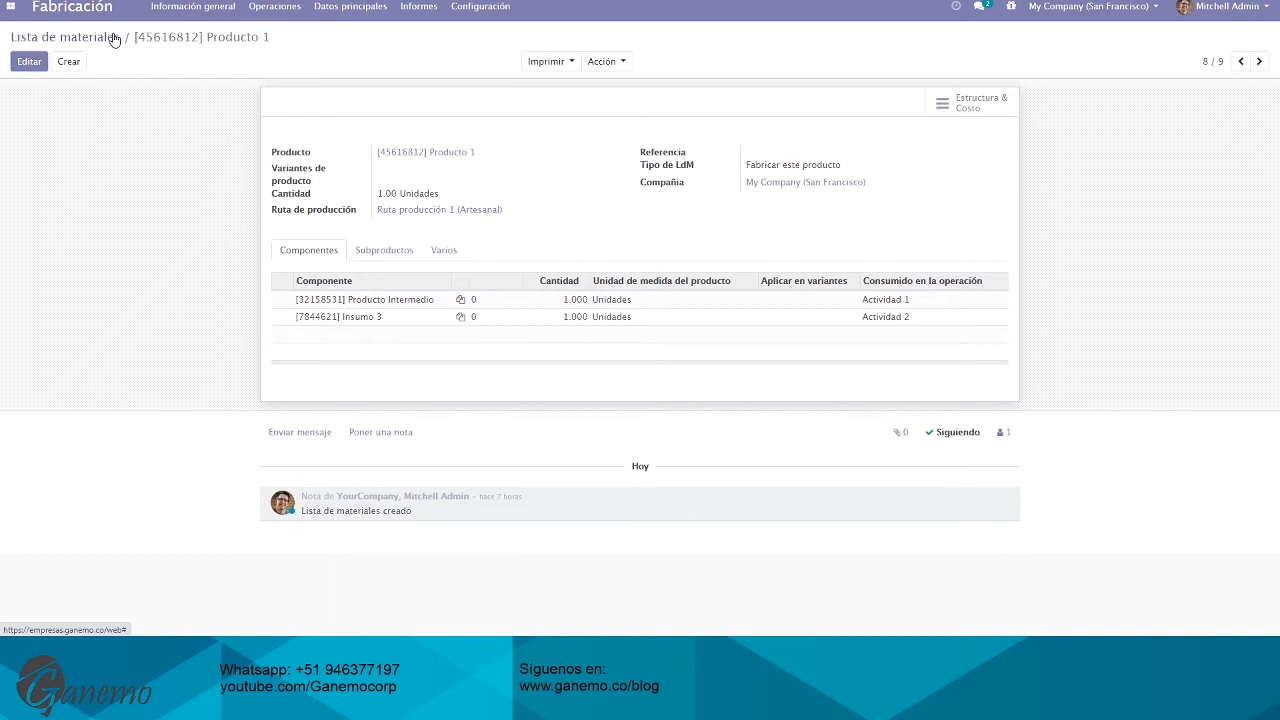 Fabricación Información general Operaciones Datos principales Informes Configuración 2 My Company (San Francisco) Mitchell Admin
Lista de materiales / [45616812] Producto 1
Editar Crear Imprimir Acción 8 / 9
Estructura &
Costo
Producto [45616812] Producto 1
Variantes de
producto
Cantidad 1.00 Unidades
Ruta de producción Ruta producción 1 (Artesanal)
Referencia
Tipo de LdM Fabricar este producto
Compañia My Company (San Francisco)
Componentes Subproductos Varios
Componente Cantidad Unidad de medida del producto Aplicar en variantes Consumido en la operación
[32158531] Producto Intermedio 0 1.000 Unidades Actividad 1
[7844621] Insumo 3 0 1.000 Unidades Actividad 2
Enviar mensaje Poner una nota 0 Siguiendo 1
Hoy
Nota de YourCompany, Mitchell Admin - hace 7 horas
Lista de materiales creado
https://empresas.ganemo.co/web#
Ganemo
Whatsapp: +51 946377197
youtube.com/Ganemocorp
Síguenos en:
www.ganemo.co/blog